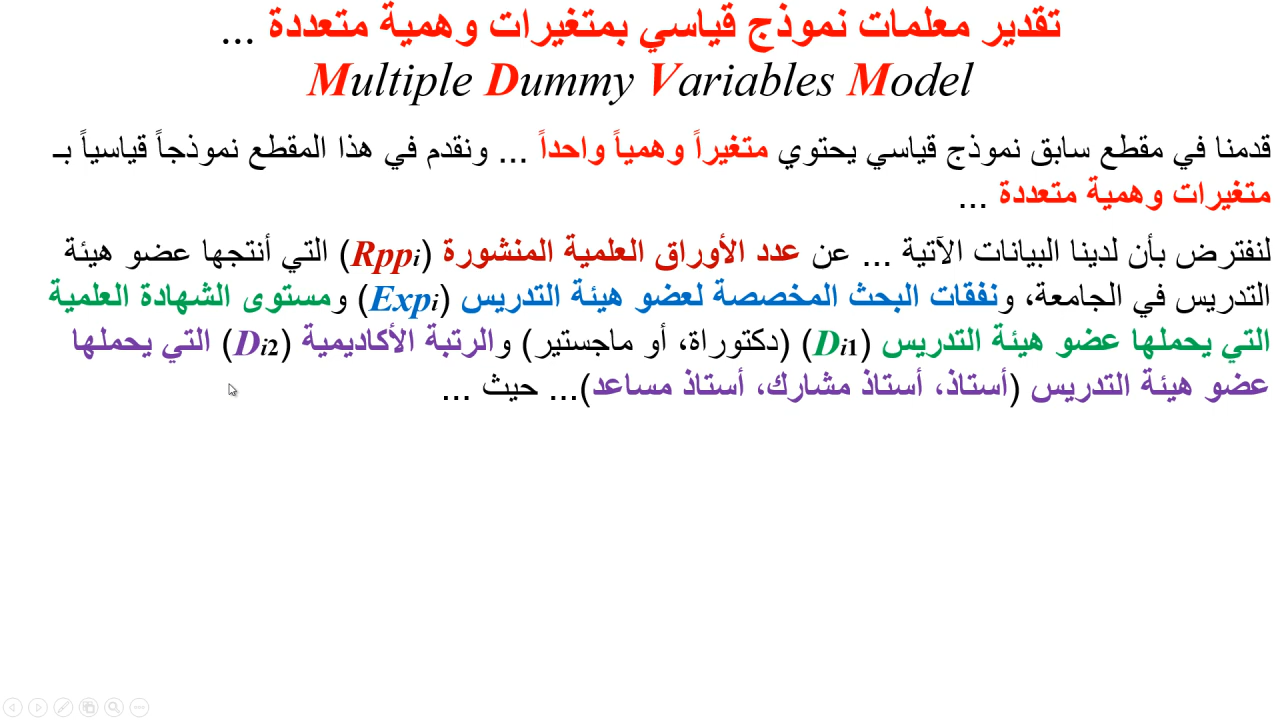 تقدير معلمات نموذج قياسي بمتغيرات وهمية متعددة ...
Multiple Dummy Variables Model
قدمنا في مقطع سابق نموذج قياسي يحتوي متغيراً وهمياً واحداً ... ونقدم في هذا المقطع نموذجاً قياسياً بـ
متغيرات وهمية متعددة ...
لنفترض بأن لدينا البيانات الآتية ... عن عدد الأوراق العلمية المنشورة (Rppi) التي أنتجها عضو هيئة
التدريس في الجامعة، ونفقات البحث المخصصة لعضو هيئة التدريس (Expi) ومستوى الشهادة العلمية
التي يحملها عضو هيئة التدريس (Di1) (دكتوراة، أو ماجستير) والرتبة الأكاديمية (Di2) التي يحملها
عضو هيئة التدريس (أستاذ، أستاذ مشارك، أستاذ مساعد)... حيث ...